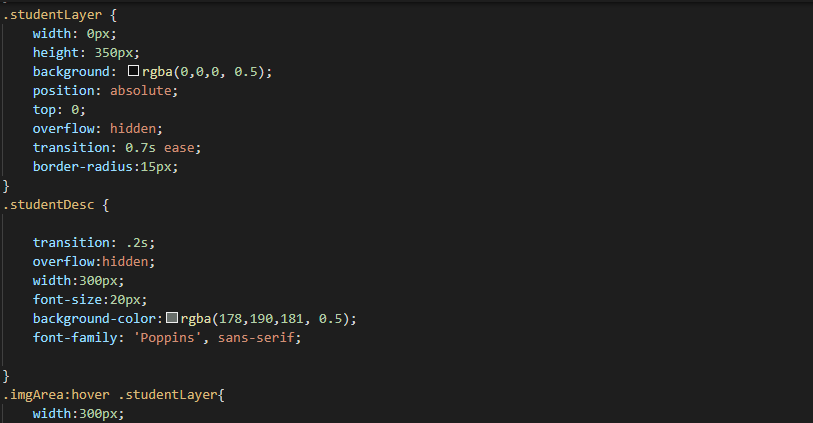 .studentLayer {
    width: 0px;
    height: 350px;
    background: rgba(0,0,0, 0.5);
    position: absolute;
    top: 0;
    overflow: hidden;
    transition: 0.7s ease;
    border-radius:15px;
}
.studentDesc {
    transition: .2s;
    overflow:hidden;
    width:300px;
    font-size:20px;
    background-color:rgba(178,190,181, 0.5);
    font-family: 'Poppins', sans-serif;
}
.imgArea:hover .studentLayer{
    width:300px;